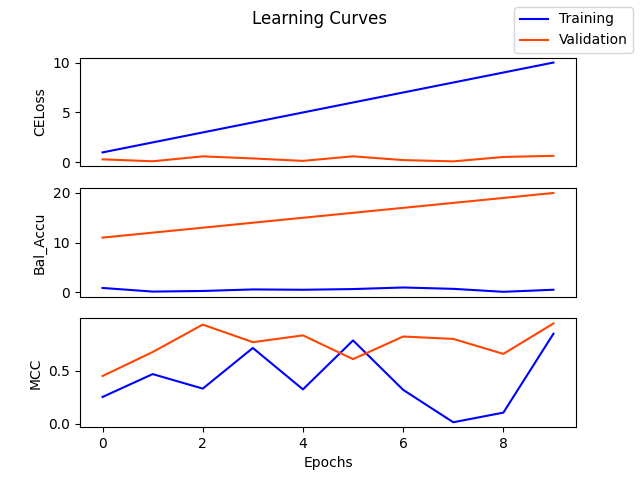 Learning Curves
Training
Validation
CELoss
10
5
0
Bal_Accu
20
10
0
MCC
0.5
0.0
0 2 4 6 8
Epochs